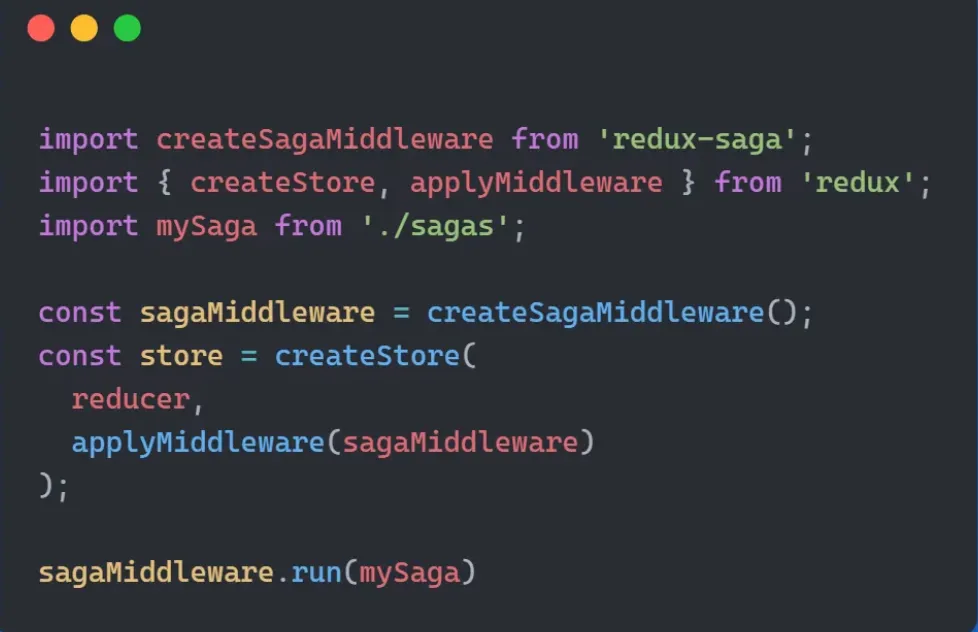 import createSagaMiddleware from 'redux-saga';
import { createStore, applyMiddleware } from 'redux';
import mySaga from './sagas';

const sagaMiddleware = createSagaMiddleware();
const store = createStore(
  reducer,
  applyMiddleware(sagaMiddleware)
);

sagaMiddleware.run(mySaga)